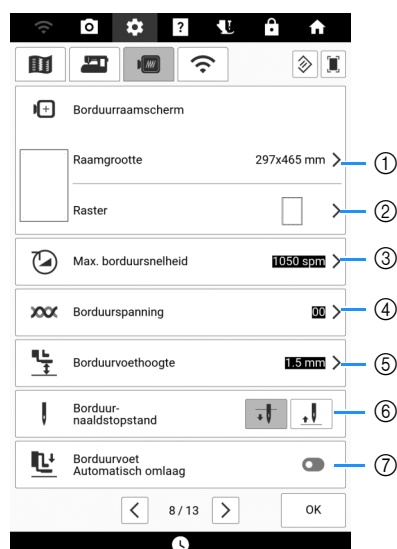 Borduurraamscherm
Raamgrootte 297x465 mm ①
Raster ②
Max. borduursnelheid 1050 spm ③
Borduurspanning 00 ④
Borduurvoethoogte 1.5 mm ⑤
Borduur-
naaldstopstand ⑥
Borduurvoet
Automatisch omlaag ⑦
8 / 13 OK